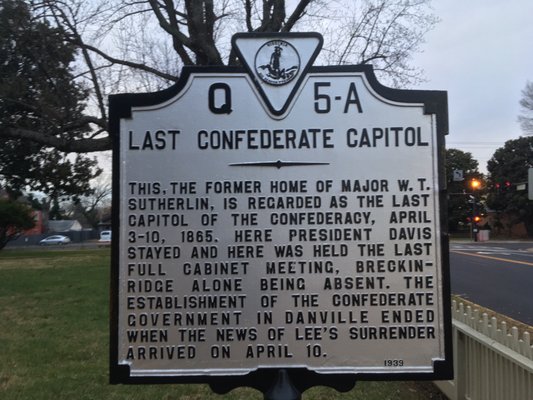 Q 5-A
LAST CONFEDERATE CAPITOL
THIS, THE FORMER HOME OF MAJOR W. T.
SUTHERLIN, IS REGARDED AS THE LAST
CAPITOL OF THE CONFEDERACY, APRIL
3-10, 1865. HERE PRESIDENT DAVIS
STAYED AND HERE WAS HELD THE LAST
FULL CABINET MEETING, BRECKIN-
RIDGE ALONE BEING ABSENT. THE
ESTABLISHMENT OF THE CONFEDERATE
GOVERNMENT IN DANVILLE ENDED
WHEN THE NEWS OF LEE'S SURRENDER
ARRIVED ON APRIL 10.
1939